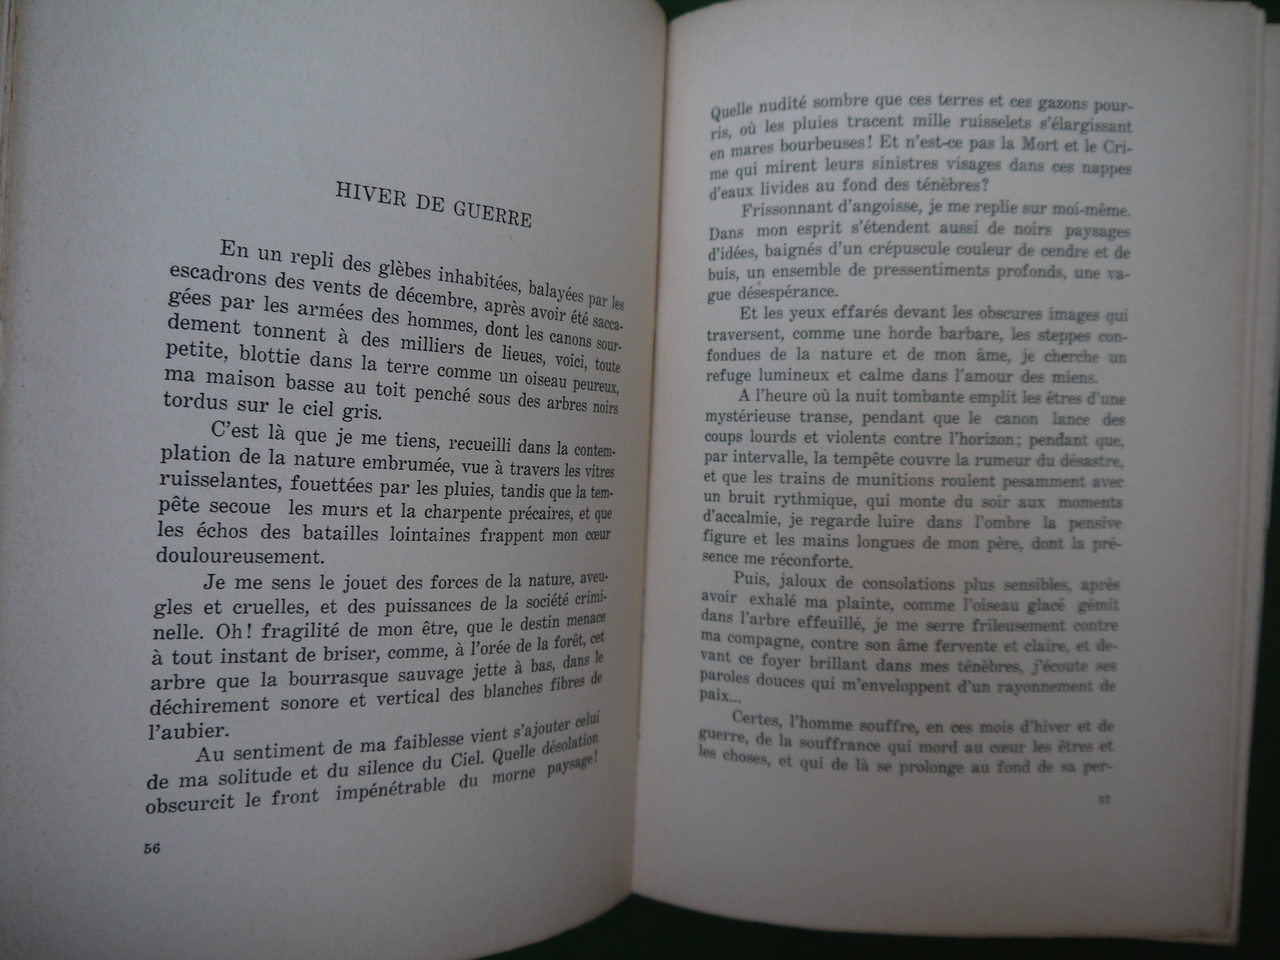 HIVER DE GUERRE
En un repli des glèbes inhabitées, balayées par les
escadrons des vents de décembre, après avoir été sacca-
gées par les armées des hommes, dont les canons sour-
dement tonnent à des milliers de lieues, voici, toute
petite, blottie dans la terre comme un oiseau peureux,
ma maison basse au toit penché sous des arbres noirs
tordus sur le ciel gris.
C'est là que je me tiens, recueilli dans la contem-
plation de la nature embrumée, vue à travers les vitres
ruisselantes, fouettées par les pluies, tandis que la tem-
pête secoue les murs et la charpente précaires, et que
les échos des batailles lointaines frappent mon cœur
douloureusement.
Je me sens le jouet des forces de la nature, aveu-
gles et cruelles, et des puissances de la société crimi-
nelle. Oh! fragilité de mon être, que le destin menace
à tout instant de briser, comme, à l'orée de la forêt, cet
arbre que la bourrasque sauvage jette à bas, dans le
déchirement sonore et vertical des blanches fibres de
l'aubier.
Au sentiment de ma faiblesse vient s'ajouter celui
de ma solitude et du silence du Ciel. Quelle désolation
obscurcit le front impénétrable du morne paysage!
56
Quelle nudité sombre que ces terres et ces gazons pour-
ris, où les pluies tracent mille ruisselets s'élargissant
en mares bourbeuses! Et n'est-ce pas la Mort et le Cri-
me qui mirent leurs sinistres visages dans ces nappes
d'eaux livides au fond des ténèbres?
Frissonnant d'angoisse, je me replie sur moi-même.
Dans mon esprit s'étendent aussi de noirs paysages
d'idées, baignés d'un crépuscule couleur de cendre et de
buis, un ensemble de pressentiments profonds, une va-
gue désespérance.
Et les yeux effarés devant les obscures images qui
traversent, comme une horde barbare, les steppes con-
fondues de la nature et de mon âme, je cherche un
refuge lumineux et calme dans l'amour des miens.
A l'heure où la nuit tombante emplit les êtres d'une
mystérieuse transe, pendant que le canon lance des
coups lourds et violents contre l'horizon; pendant que,
par intervalle, la tempête couvre la rumeur du désastre,
et que les trains de munitions roulent pesamment avec
un bruit rythmique, qui monte du soir aux moments
d'accalmie, je regarde luire dans l'ombre la pensive
figure et les mains longues de mon père, dont la pré-
sence me réconforte.
Puis, jaloux de consolations plus sensibles, après
avoir exhalé ma plainte, comme l'oiseau glacé gémit
dans l'arbre effeuillé, je me serre frileusement contre
ma compagne, contre son âme fervente et claire, et de-
vant ce foyer brillant dans mes ténèbres, j'écoute ses
paroles douces qui m'enveloppent d'un rayonnement de
paix...
Certes, l'homme souffre, en ces mois d'hiver et de
guerre, de la souffrance qui mord au cœur les êtres et
les choses, et qui de là se prolonge au fond de sa per-
57